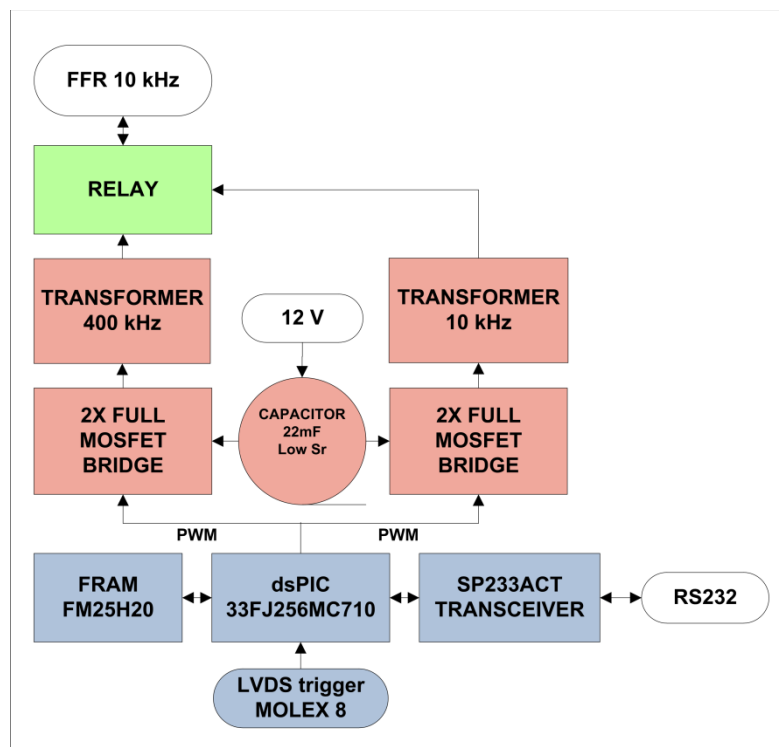 FFR 10 kHz
RELAY
TRANSFORMER
400 kHz
12 V
TRANSFORMER
10 kHz
2X FULL
MOSFET
BRIDGE
CAPACITOR
22mF
Low Sr
2X FULL
MOSFET
BRIDGE
PWM
PWM
FRAM
FM25H20
dsPIC
33FJ256MC710
SP233ACT
TRANSCEIVER
RS232
LVDS trigger
MOLEX 8